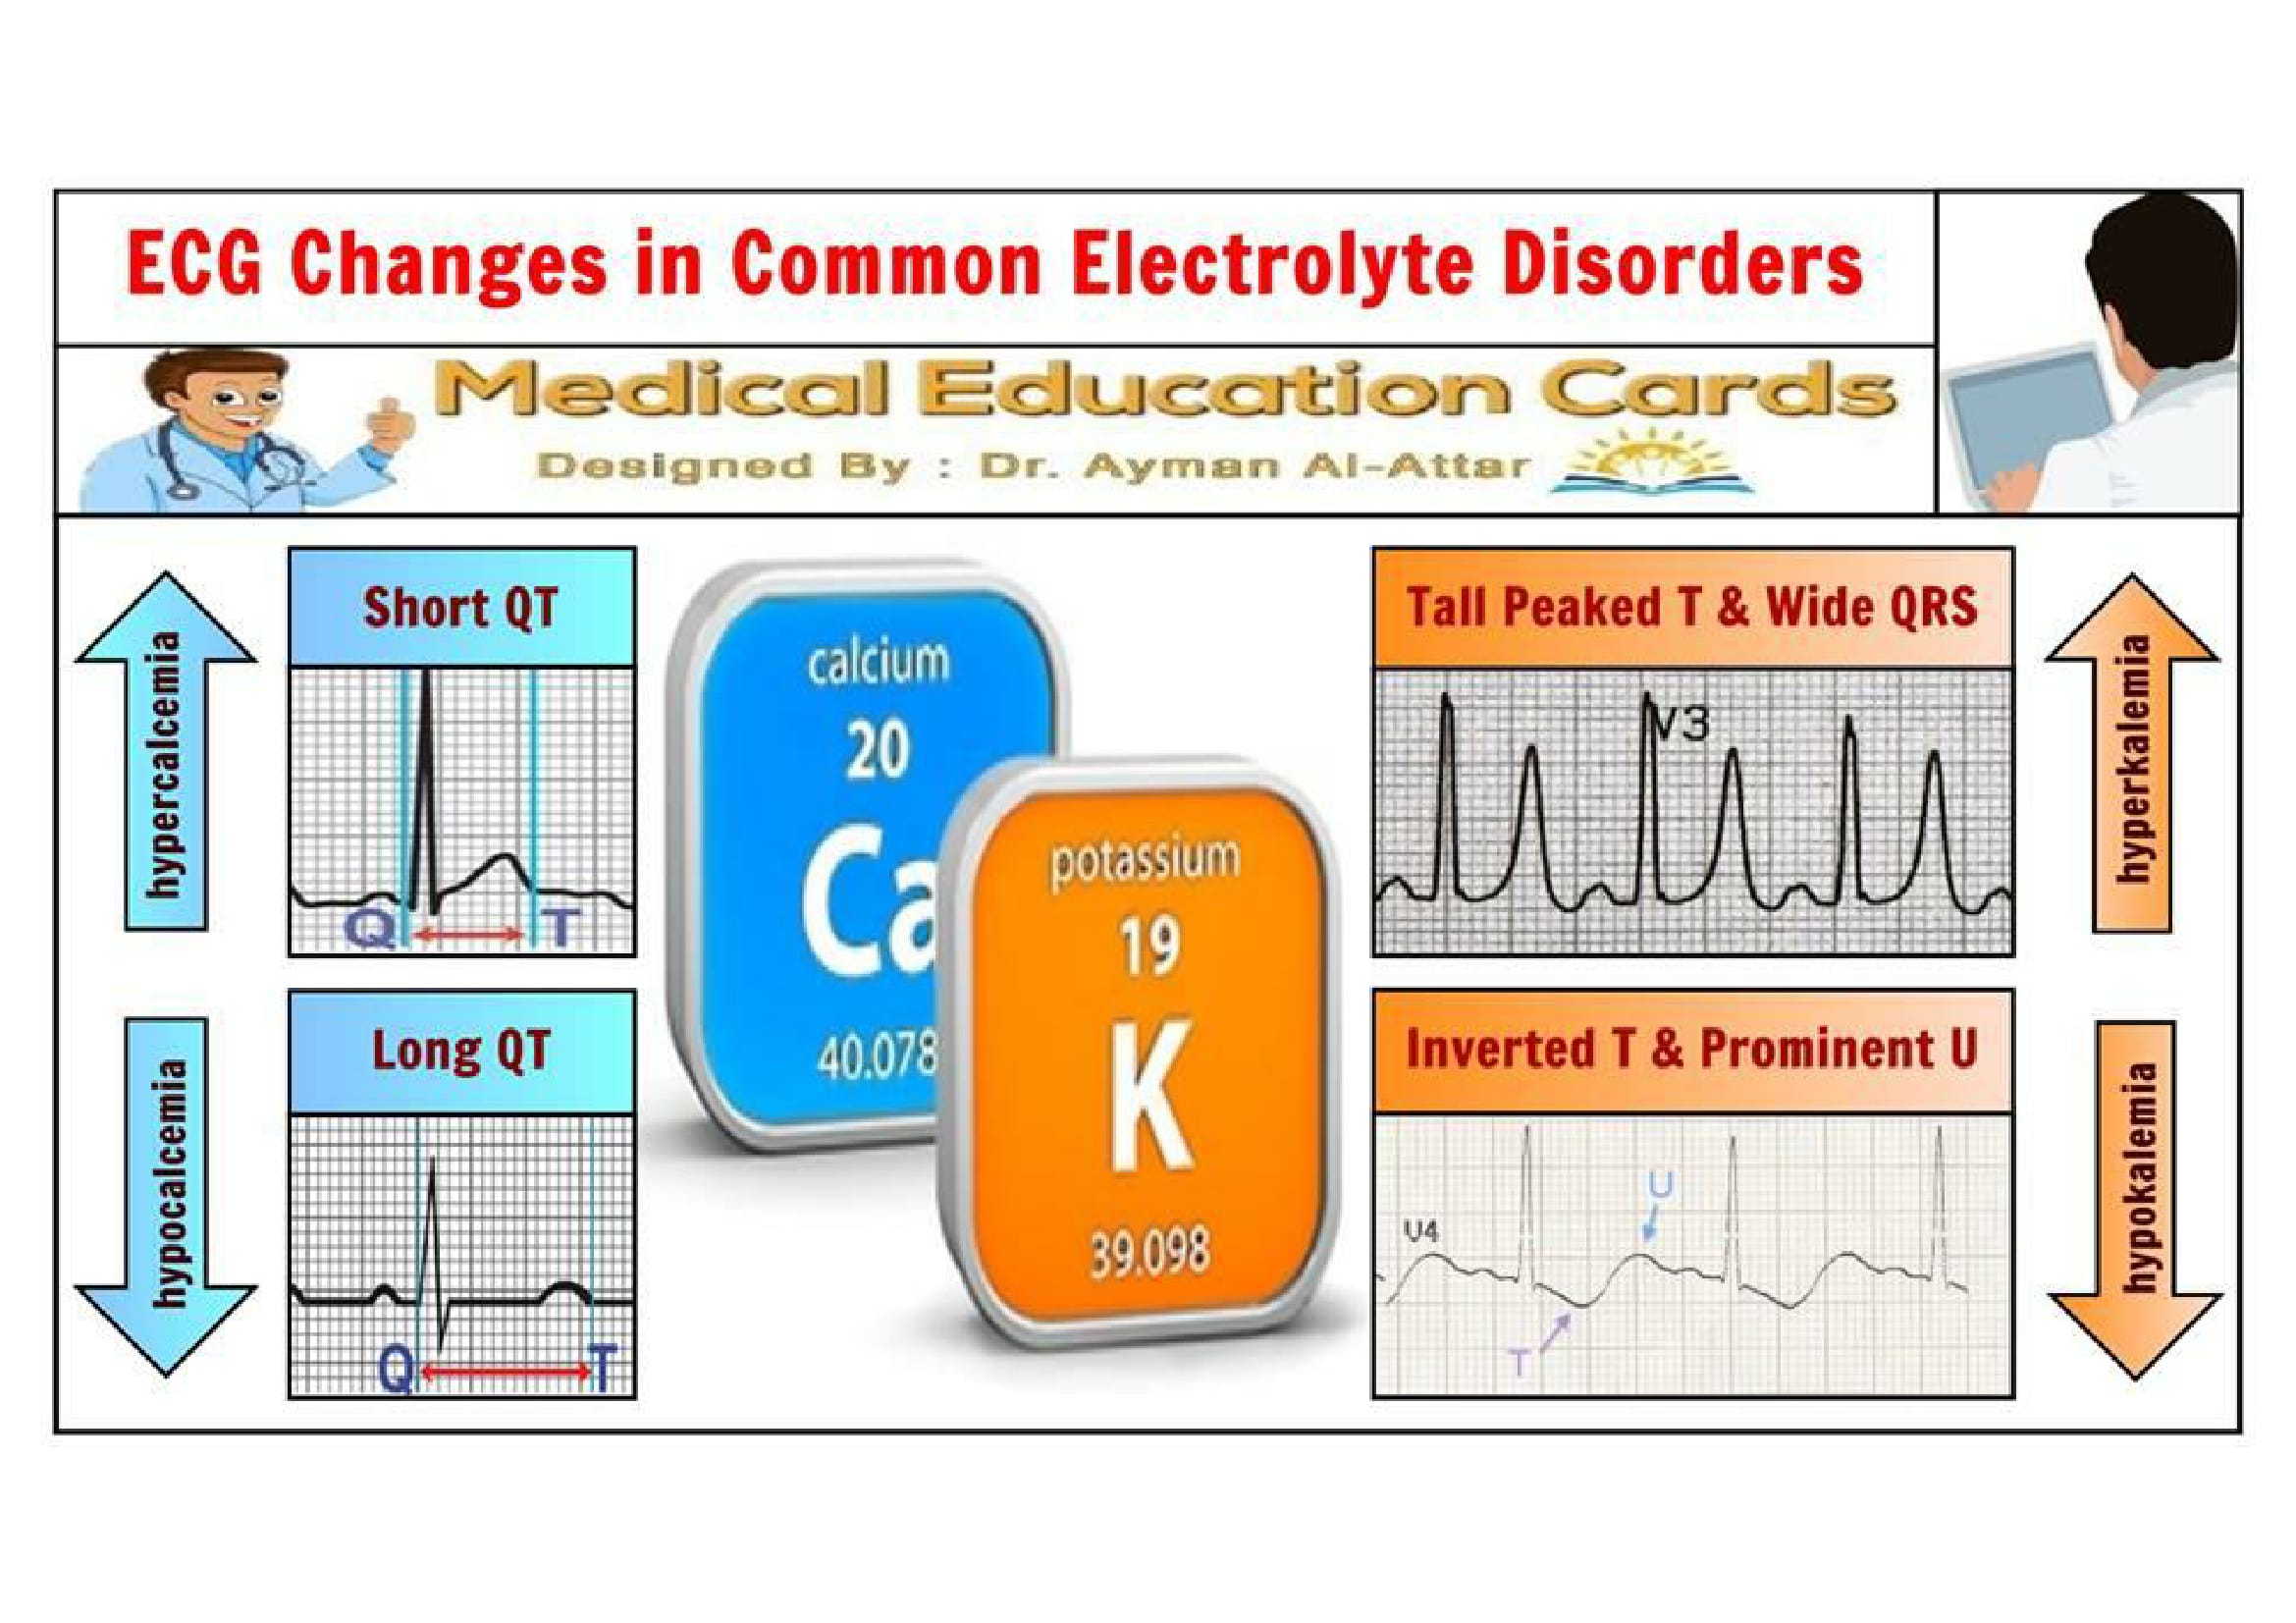 ECG Changes in Common Electrolyte Disorders
Medical Education Cards
Designed By : Dr. Ayman Al-Attar
hypercalcemia
Short QT
Q T
hypocalcemia
Long QT
Q T
calcium
20
Ca
40.078
potassium
19
K
39.098
Tall Peaked T & Wide QRS
V3
hyperkalemia
Inverted T & Prominent U
U
U4
T
hypokalemia